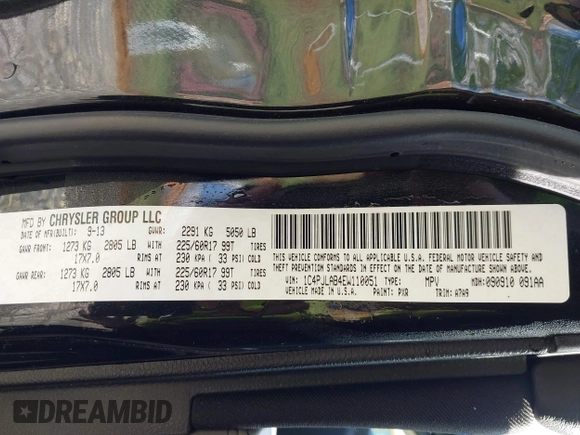 MFD BY CHRYSLER GROUP LLC
DATE OF MFR(BUILT): 9-13 GVWR: 2291 KG 5050 LB
GAWR FRONT: 1273 KG 2805 LB WITH 225/60R17 99T TIRES
17X7.0 RIMS AT 230 KPA ( 33 PSI) COLD
GAWR REAR: 1273 KG 2805 LB WITH 225/60R17 99T TIRES
17X7.0 RIMS AT 230 KPA ( 33 PSI) COLD
THIS VEHICLE CONFORMS TO ALL APPLICABLE U.S.A. FEDERAL MOTOR VEHICLE SAFETY, BUMPER, AND THEFT
PREVENTION STANDARDS IN EFFECT ON THE DATE OF MANUFACTURE SHOWN ABOVE.
VIN: 1C4PJLAB4EW110051 TYPE: MPV MDH: 090910 091AA
VEHICLE MADE IN U.S.A. PAINT: PXR TRIM: A7A9
DREAMBID